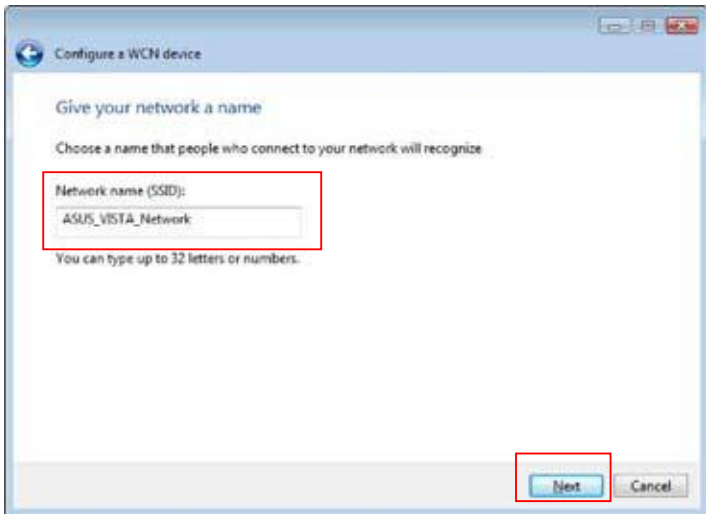 Configure a WCN device
Give your network a name
Choose a name that people who connect to your network will recognize
Network name (SSID):
ASUS_VISTA_Network
You can type up to 32 letters or numbers.
Next Cancel